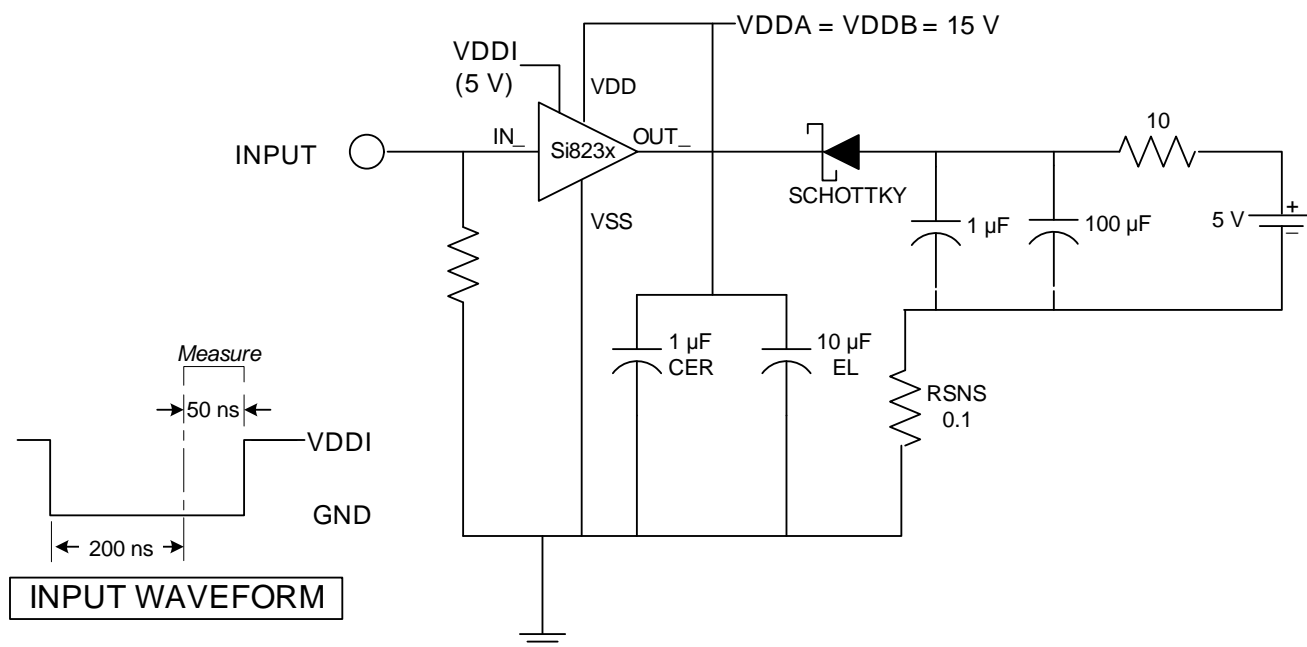 VDDA = VDDB = 15 V
VDDI
(5 V)
VDD
10
INPUT
IN_
Si823x
OUT_
SCHOTTKY
VSS
1 µF
100 µF
5 V
+
–
1 µF
CER
10 µF
EL
RSNS
0.1
Measure
50 ns
VDDI
GND
200 ns
INPUT WAVEFORM